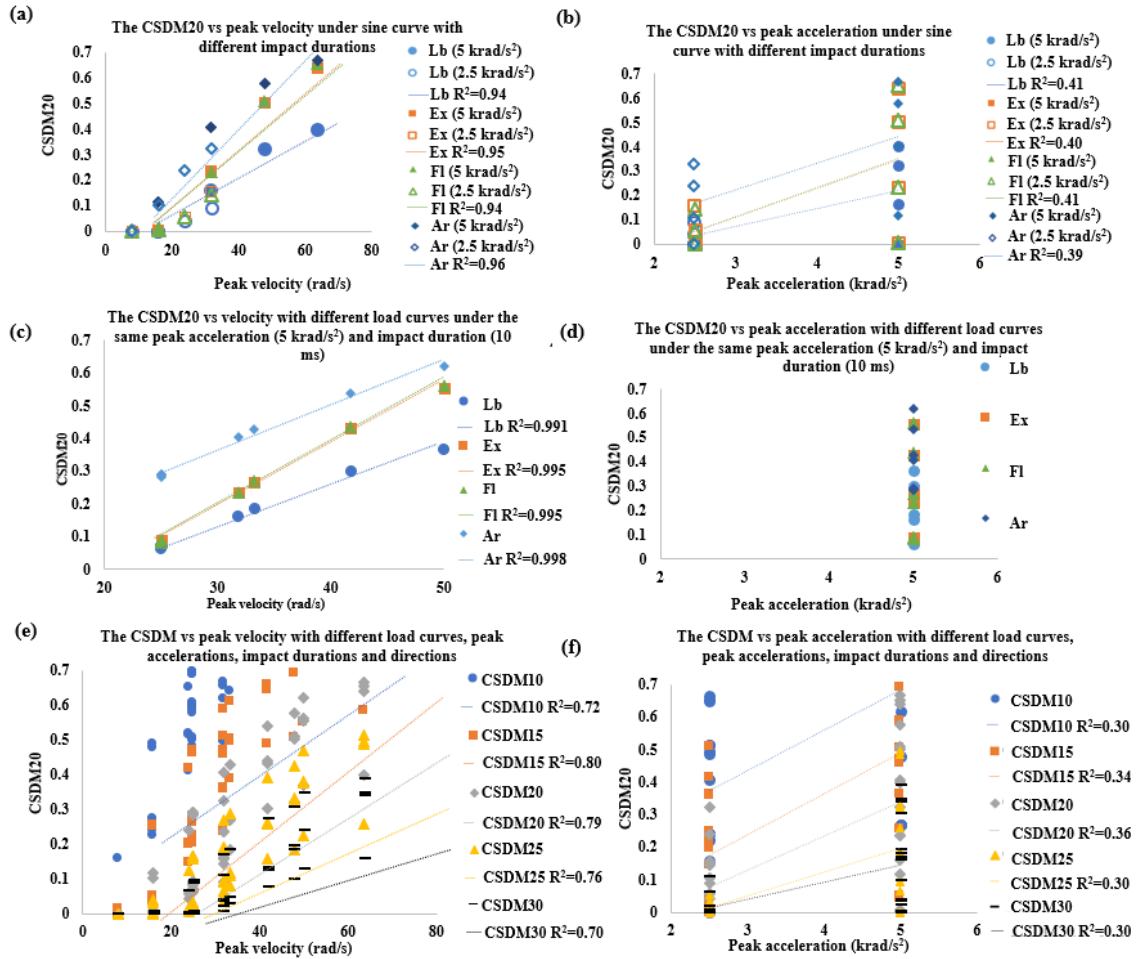 (a)
The CSDM20 vs peak velocity under sine curve with
different impact durations
0.7
0.6
0.5
0.4
0.3
0.2
0.1
0
CSDM20
0 20 40 60 80
Peak velocity (rad/s)
Lb (5 krad/s²)
Lb (2.5 krad/s²)
Lb R²=0.94
Ex (5 krad/s²)
Ex (2.5 krad/s²)
Ex R²=0.95
Fl (5 krad/s²)
Fl (2.5 krad/s²)
Fl R²=0.94
Ar (5 krad/s²)
Ar (2.5 krad/s²)
Ar R²=0.96
(b)
The CSDM20 vs peak acceleration under sine
curve with different impact durations
0.7
0.6
0.5
0.4
0.3
0.2
0.1
0
CSDM20
2 3 4 5 6
Peak acceleration (krad/s²)
Lb (5 krad/s²)
Lb (2.5 krad/s²)
Lb R²=0.41
Ex (5 krad/s²)
Ex (2.5 krad/s²)
Ex R²=0.40
Fl (5 krad/s²)
Fl (2.5 krad/s²)
Fl R²=0.41
Ar (5 krad/s²)
Ar (2.5 krad/s²)
Ar R²=0.39
(c)
The CSDM20 vs velocity with different load curves under the
same peak acceleration (5 krad/s²) and impact duration (10
ms)
0.7
0.6
0.5
0.4
0.3
0.2
0.1
0
CSDM20
20 30 40 50
Peak velocity (rad/s)
Lb
Lb R²=0.991
Ex
Ex R²=0.995
Fl
Fl R²=0.995
Ar
Ar R²=0.998
(d)
The CSDM20 vs peak acceleration with different load curves
under the same peak acceleration (5 krad/s²) and impact
duration (10 ms)
0.7
0.6
0.5
0.4
0.3
0.2
0.1
0
CSDM20
2 3 4 5 6
Peak acceleration (krad/s²)
Lb
Ex
Fl
Ar
(e)
The CSDM vs peak velocity with different load curves, peak
accelerations, impact durations and directions
0.7
0.6
0.5
0.4
0.3
0.2
0.1
0
CSDM20
0 20 40 60 80
Peak velocity (rad/s)
CSDM10
CSDM10 R²=0.72
CSDM15
CSDM15 R²=0.80
CSDM20
CSDM20 R²=0.79
CSDM25
CSDM25 R²=0.76
CSDM30
CSDM30 R²=0.70
(f)
The CSDM vs peak acceleration with different load curves,
peak accelerations, impact durations and directions
0.7
0.6
0.5
0.4
0.3
0.2
0.1
0
CSDM20
2 3 4 5 6
Peak acceleration (krad/s²)
CSDM10
CSDM10 R²=0.30
CSDM15
CSDM15 R²=0.34
CSDM20
CSDM20 R²=0.36
CSDM25
CSDM25 R²=0.30
CSDM30
CSDM30 R²=0.30